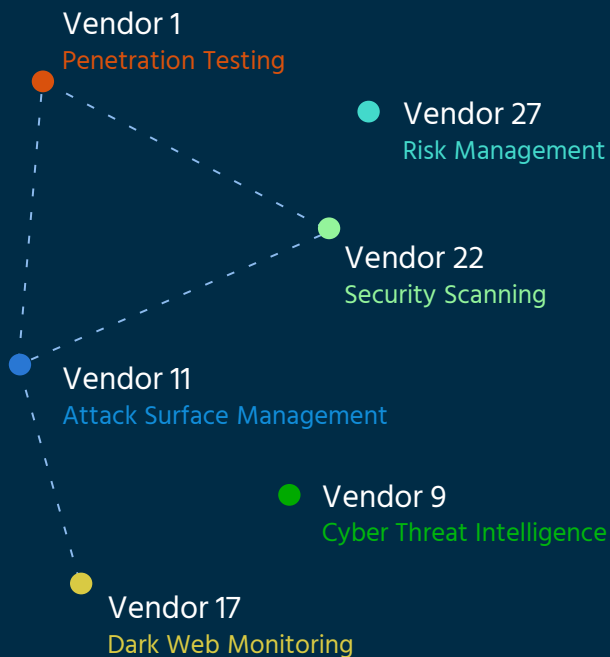 Vendor 1
Penetration Testing
Vendor 27
Risk Management
Vendor 22
Security Scanning
Vendor 11
Attack Surface Management
Vendor 9
Cyber Threat Intelligence
Vendor 17
Dark Web Monitoring